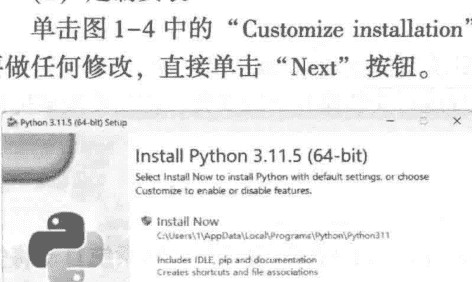 单击图 1-4 中的“Customize installation”
做任何修改，直接单击“Next”按钮。
Python 3.11.5 (64-bit) Setup
Install Python 3.11.5 (64-bit)
Select Install Now to install Python with default settings, or choose
Customize to enable or disable features.
Install Now
C:\Users\1\AppData\Local\Programs\Python\Python311
Includes IDLE, pip and documentation
Creates shortcuts and file associations